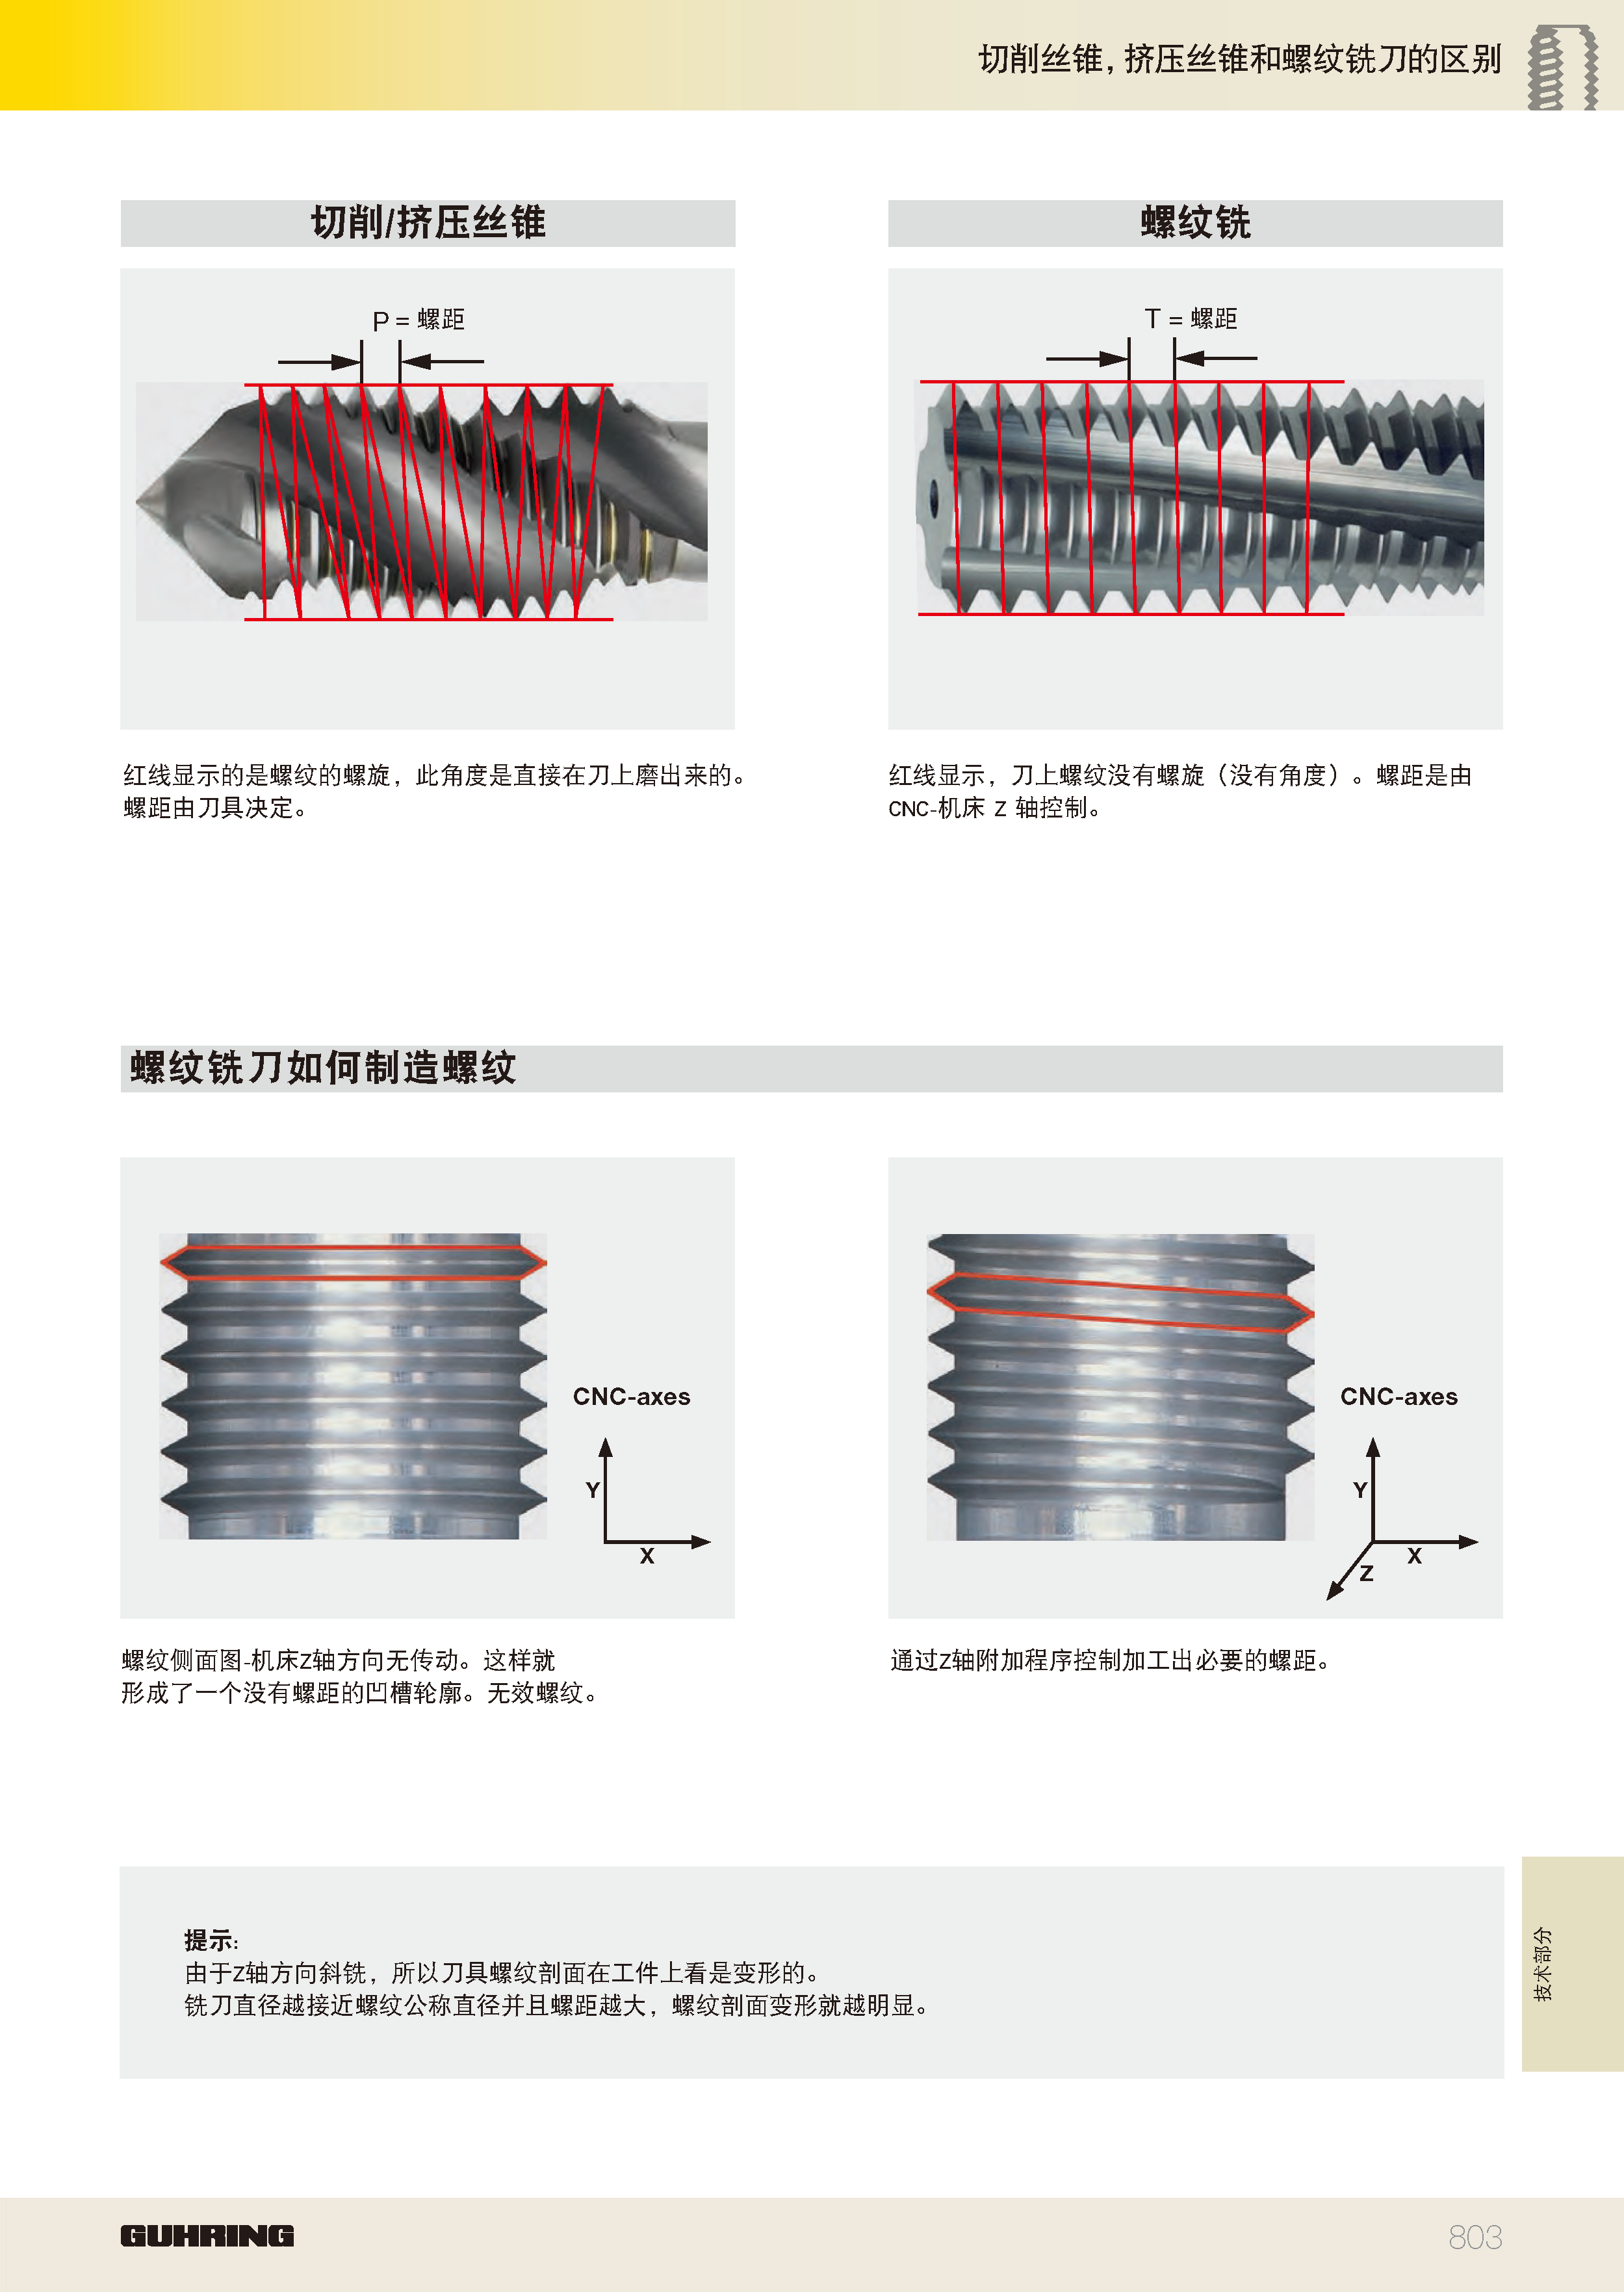 切削丝锥, 挤压丝锥和螺纹铣刀的区别
切削/挤压丝锥
P = 螺距
红线显示的是螺纹的螺旋，此角度是直接在刀上磨出来的。
螺距由刀具决定。
螺纹铣
T = 螺距
红线显示，刀上螺纹没有螺旋（没有角度）。螺距是由
CNC-机床 Z 轴控制。
螺纹铣刀如何制造螺纹
CNC-axes
Y
X
螺纹侧面图-机床Z轴方向无传动。这样就
形成了一个没有螺距的凹槽轮廓。无效螺纹。
CNC-axes
Y
X
Z
通过Z轴附加程序控制加工出必要的螺距。
提示:
由于Z轴方向斜铣，所以刀具螺纹剖面在工件上看是变形的。
铣刀直径越接近螺纹公称直径并且螺距越大，螺纹剖面变形就越明显。
技术部分
GUHRING
803